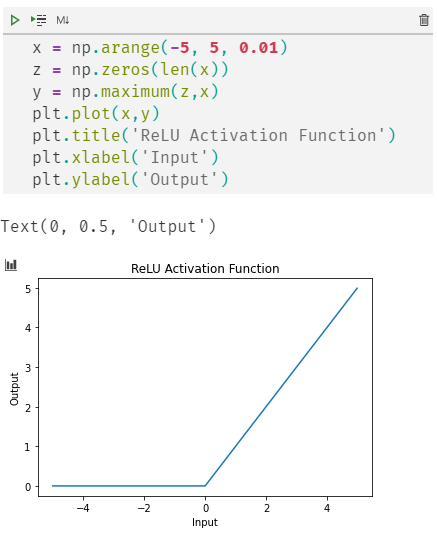 M↓
x = np.arange(-5, 5, 0.01)
z = np.zeros(len(x))
y = np.maximum(z,x)
plt.plot(x,y)
plt.title('ReLU Activation Function')
plt.xlabel('Input')
plt.ylabel('Output')
Text(0, 0.5, 'Output')
ReLU Activation Function
5
4
3
2
1
0
Output
−4 −2 0 2 4
Input